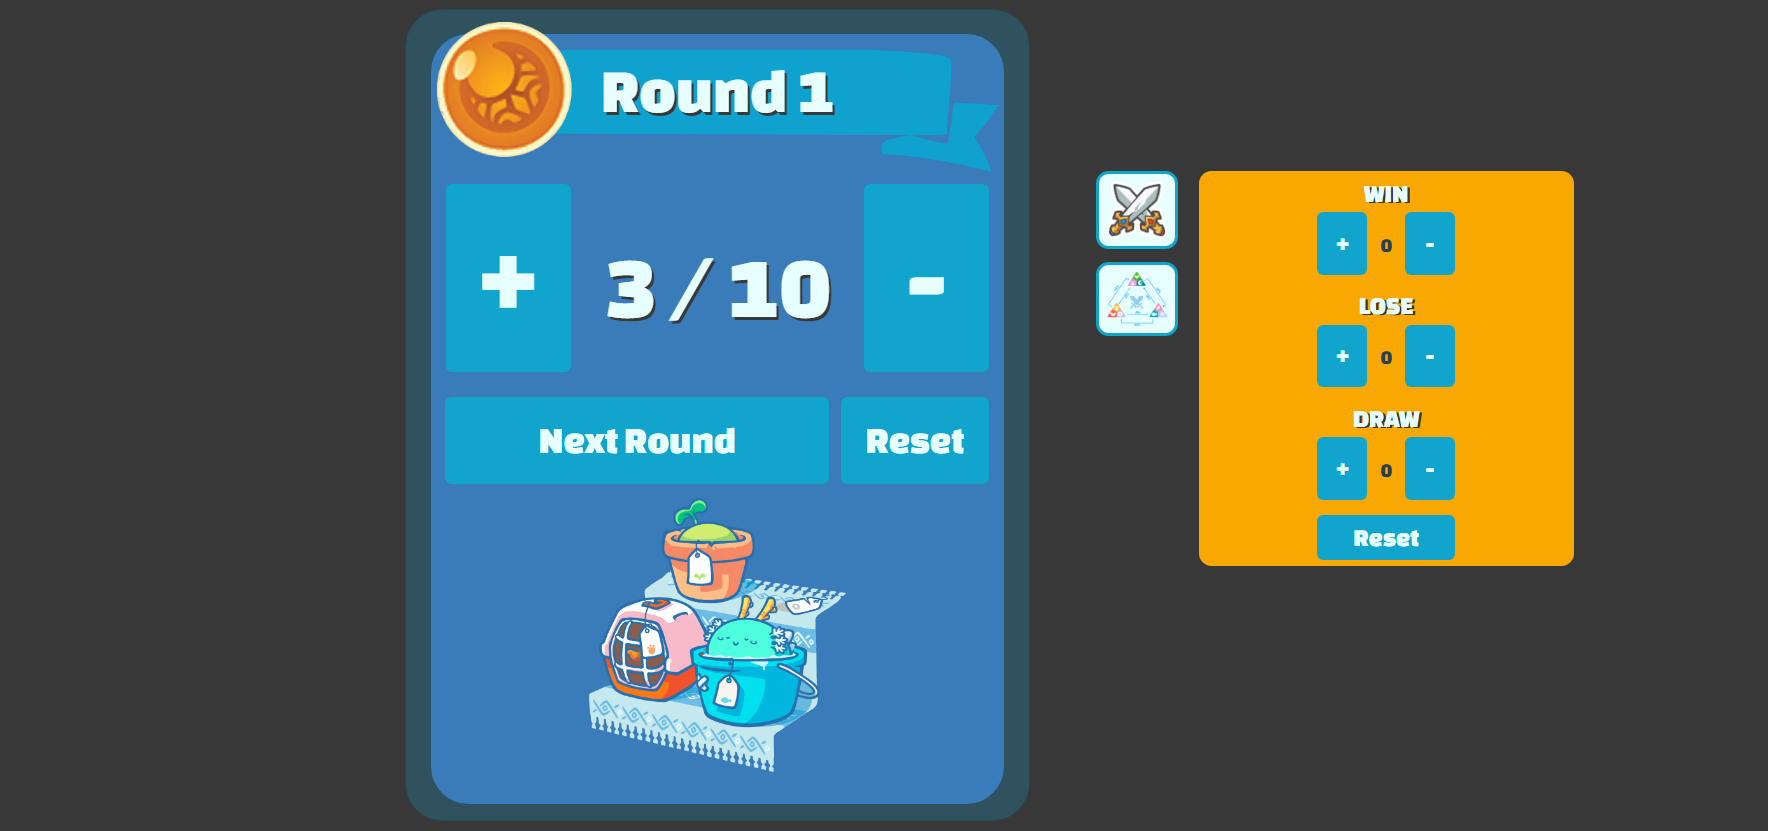 Round 1
+ 3 / 10 -
Next Round Reset
WIN
+ 0 -
LOSE
+ 0 -
DRAW
+ 0 -
Reset